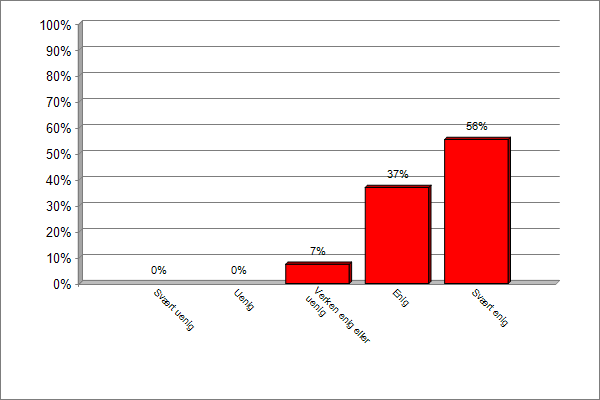 100%
90%
80%
70%
60%
50%
40%
30%
20%
10%
0%
0%
0%
7%
37%
56%
Svært uenig
Uenig
Verken enig eller
uenig
Enig
Svært enig